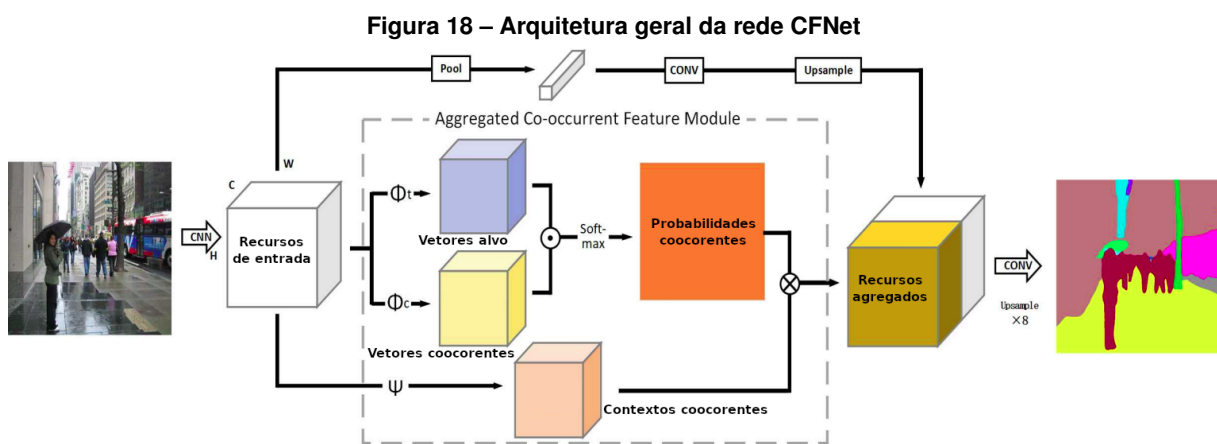 Figura 18 – Arquitetura geral da rede CFNet
Pool
CONV
Upsample
Aggregated Co-occurrent Feature Module
W
C
H
CNN
Recursos
de entrada
Φt
Vetores alvo
Φc
Vetores coocorentes
Soft-
max
Probabilidades
coocorentes
Ψ
Contextos coocorentes
Recursos
agregados
CONV
Upsample
×8